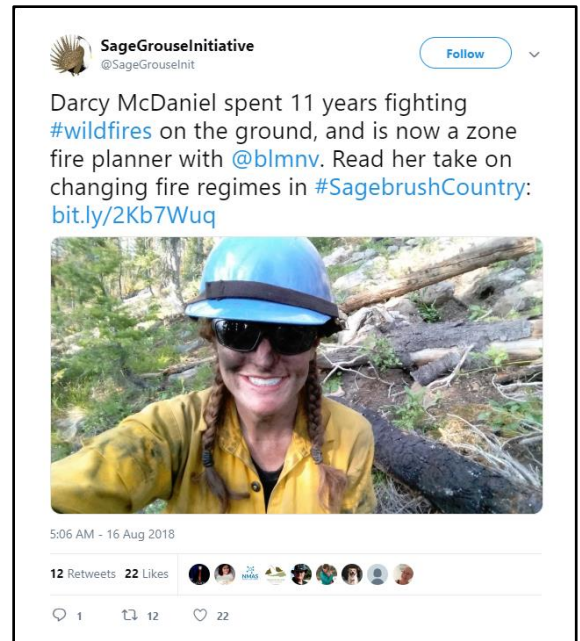 SageGrouseInitiative
@SageGrouseInit
Follow
Darcy McDaniel spent 11 years fighting
#wildfires on the ground, and is now a zone
fire planner with @blmnv. Read her take on
changing fire regimes in #SagebrushCountry:
bit.ly/2Kb7Wuq
5:06 AM - 16 Aug 2018
12 Retweets 22 Likes
NMAS
1 12 22